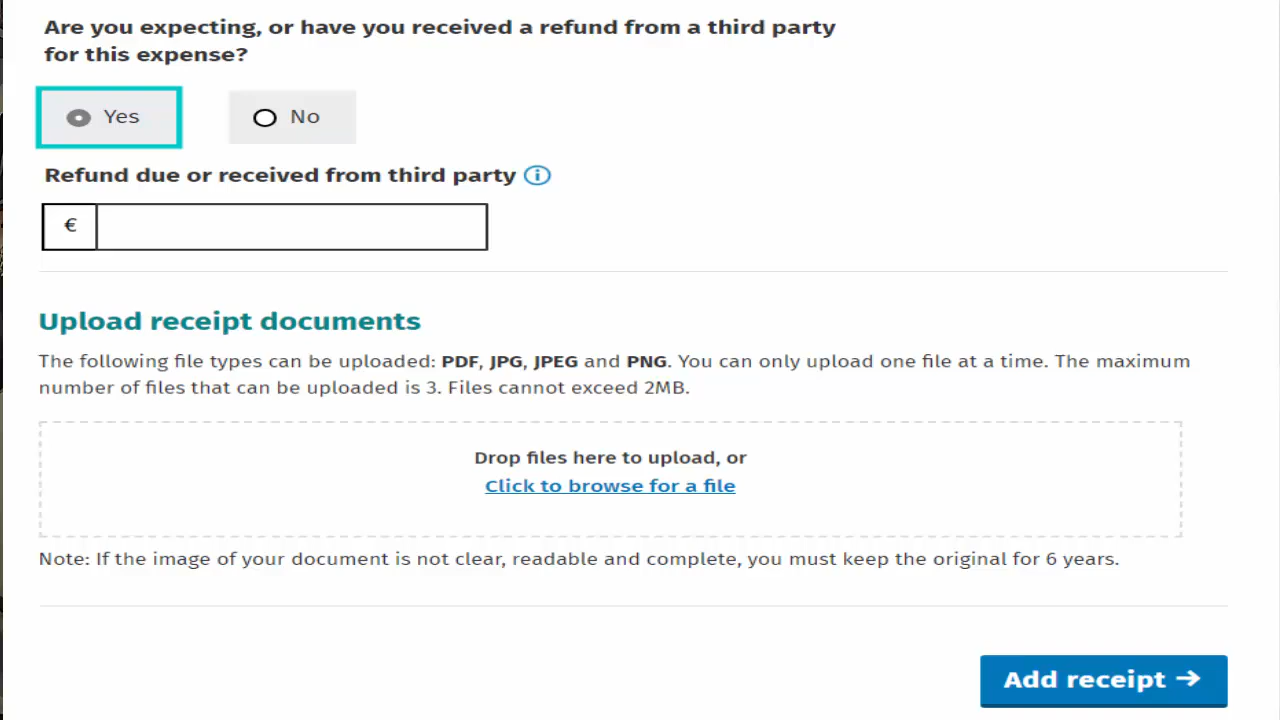 Are you expecting, or have you received a refund from a third party
for this expense?
Yes
No
Refund due or received from third party
€
Upload receipt documents
The following file types can be uploaded: PDF, JPG, JPEG and PNG. You can only upload one file at a time. The maximum
number of files that can be uploaded is 3. Files cannot exceed 2MB.
Drop files here to upload, or
Click to browse for a file
Note: If the image of your document is not clear, readable and complete, you must keep the original for 6 years.
Add receipt →